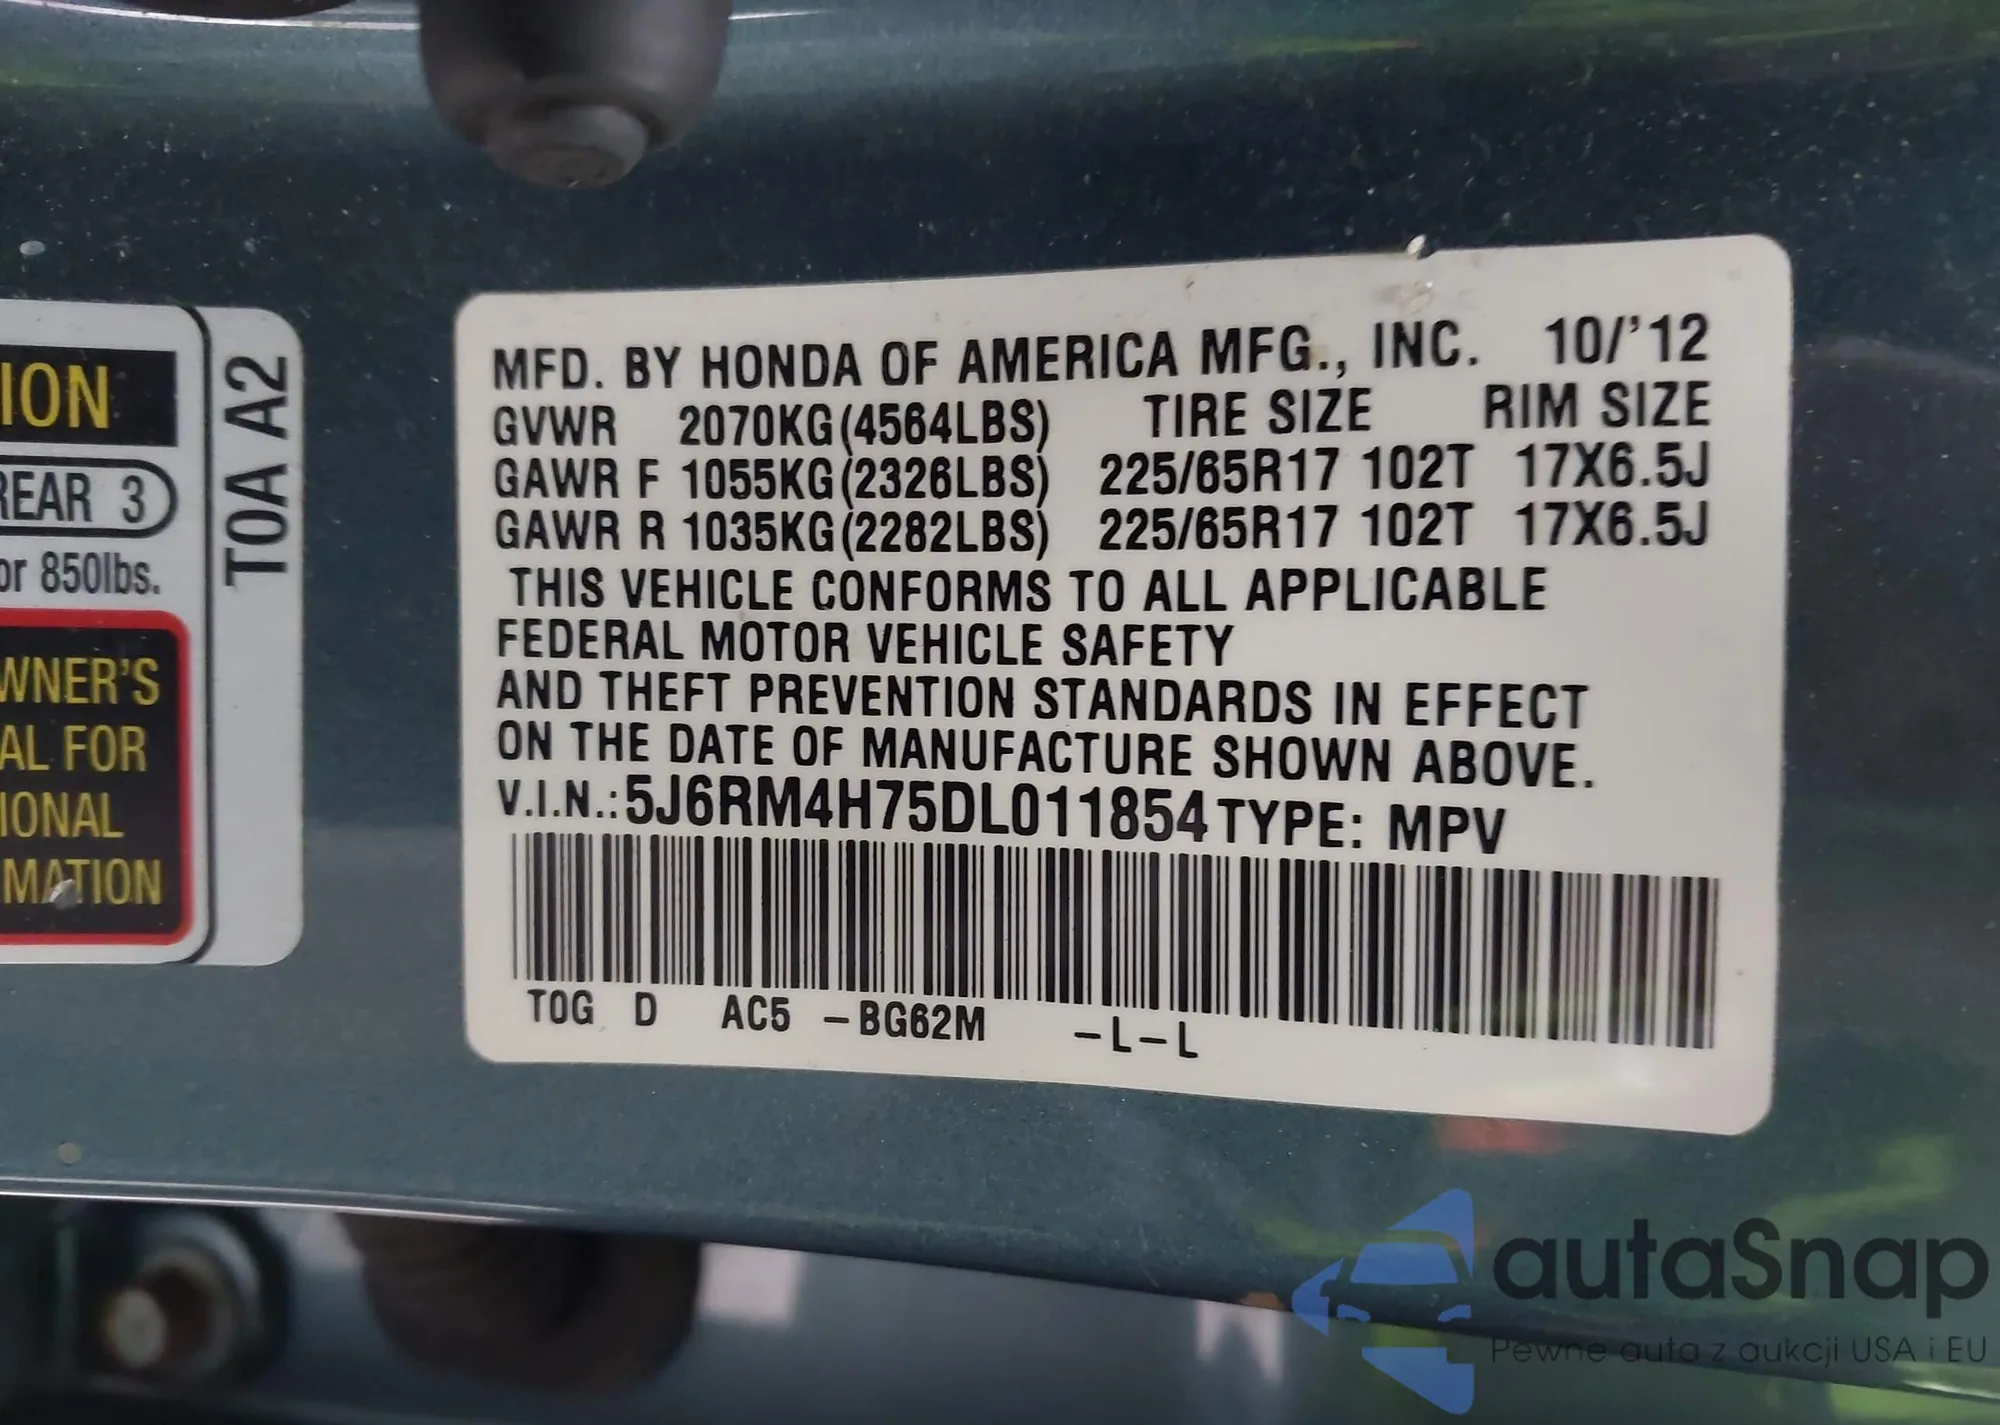 ION
REAR 3
or 850lbs.
WNER'S
AL FOR
IONAL
MATION
TOA A2
MFD. BY HONDA OF AMERICA MFG., INC. 10/'12
GVWR 2070KG(4564LBS) TIRE SIZE RIM SIZE
GAWR F 1055KG(2326LBS) 225/65R17 102T 17X6.5J
GAWR R 1035KG(2282LBS) 225/65R17 102T 17X6.5J
THIS VEHICLE CONFORMS TO ALL APPLICABLE
FEDERAL MOTOR VEHICLE SAFETY
AND THEFT PREVENTION STANDARDS IN EFFECT
ON THE DATE OF MANUFACTURE SHOWN ABOVE.
V.I.N.:5J6RM4H75DL011854 TYPE: MPV
TOG D AC5 -BG62M -L-L
autaSnap
Pewne auta z aukcji USA i EU